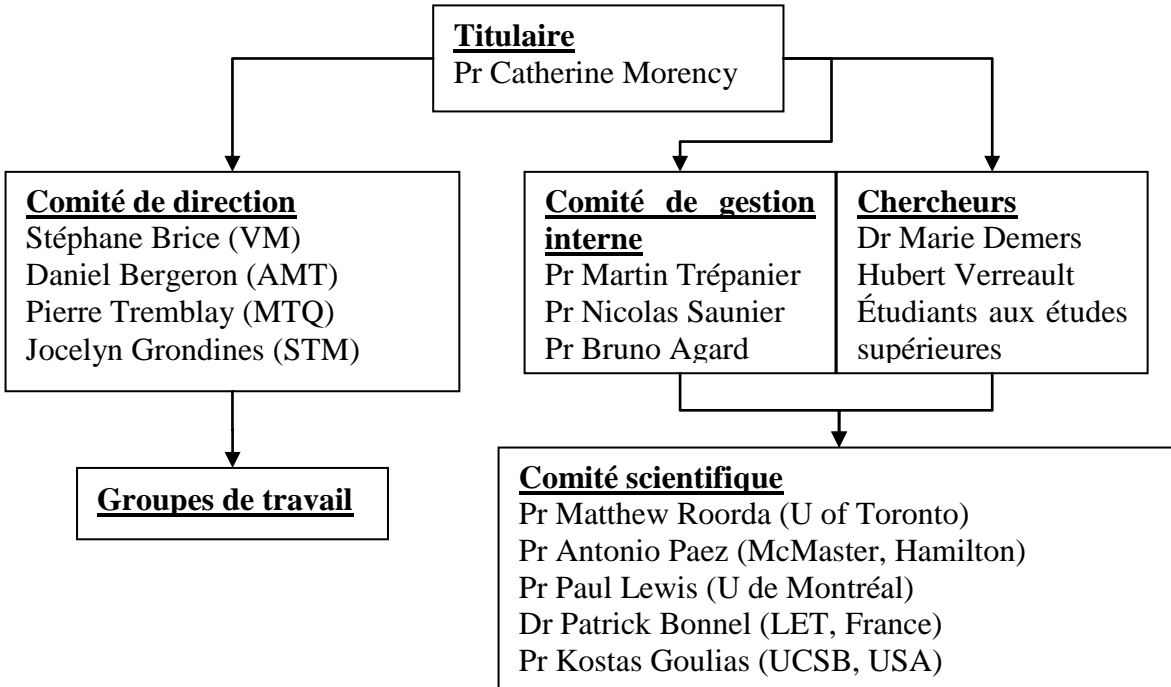 Titulaire
Pr Catherine Morency
Comité de direction
Stéphane Brice (VM)
Daniel Bergeron (AMT)
Pierre Tremblay (MTQ)
Jocelyn Grondines (STM)
Comité de gestion
interne
Pr Martin Trépanier
Pr Nicolas Saunier
Pr Bruno Agard
Chercheurs
Dr Marie Demers
Hubert Verreault
Étudiants aux études
supérieures
Groupes de travail
Comité scientifique
Pr Matthew Roorda (U of Toronto)
Pr Antonio Paez (McMaster, Hamilton)
Pr Paul Lewis (U de Montréal)
Dr Patrick Bonnel (LET, France)
Pr Kostas Goulias (UCSB, USA)